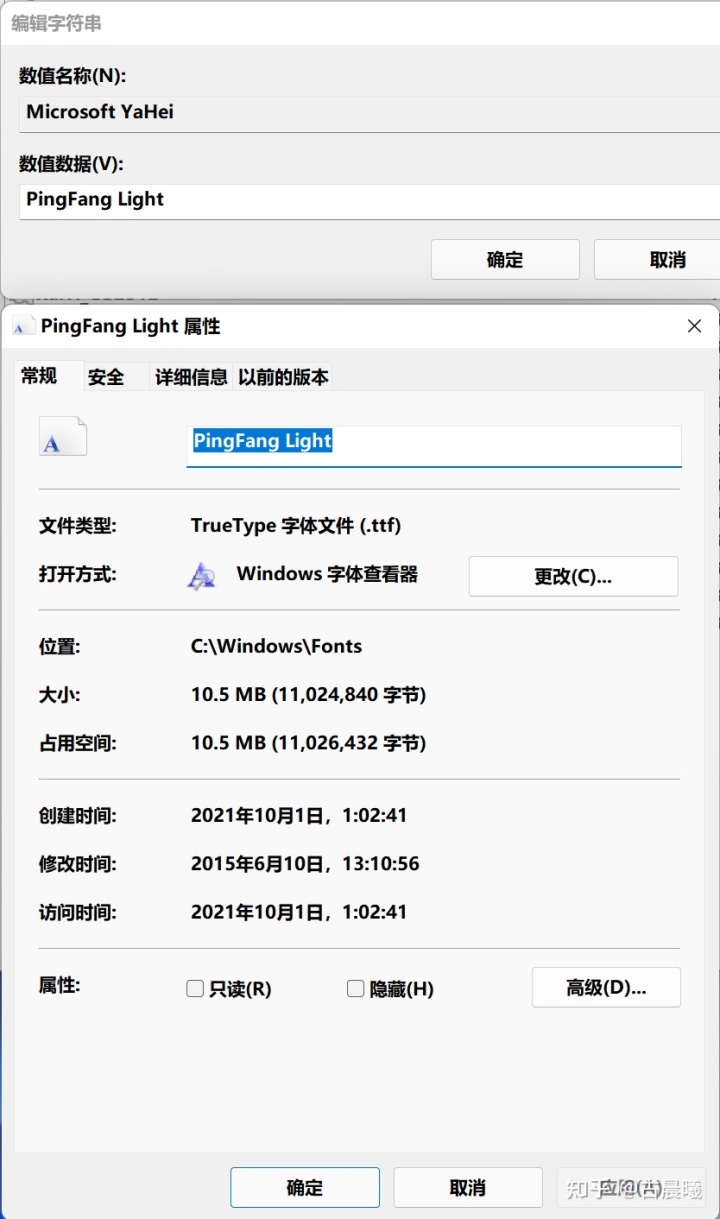 编辑字符串
数值名称(N):
Microsoft YaHei
数值数据(V):
PingFang Light
确定 取消
PingFang Light 属性
常规 安全 详细信息 以前的版本
PingFang Light
文件类型: TrueType 字体文件 (.ttf)
打开方式: Windows 字体查看器 更改(C)...
位置: C:\Windows\Fonts
大小: 10.5 MB (11,024,840 字节)
占用空间: 10.5 MB (11,026,432 字节)
创建时间: 2021年10月1日，1:02:41
修改时间: 2015年6月10日，13:10:56
访问时间: 2021年10月1日，1:02:41
属性: 只读(R) 隐藏(H) 高级(D)...
确定 取消 应用(A)
知乎